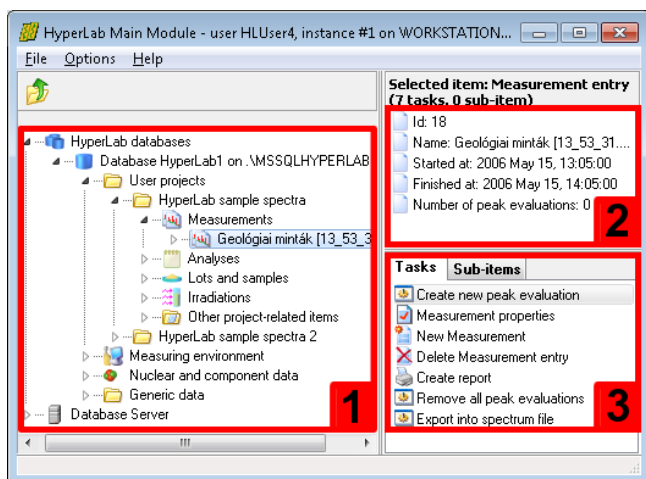 HyperLab Main Module - user HLUser4, instance #1 on WORKSTATION...
File Options Help
HyperLab databases
Database HyperLab1 on .\MSSQLHYPERLAB
User projects
HyperLab sample spectra
Measurements
Geológiai minták [13_53_3
Analyses
Lots and samples
Irradiations
Other project-related items
HyperLab sample spectra 2
Measuring environment
Nuclear and component data
Generic data
Database Server
1
Selected item: Measurement entry
(7 tasks, 0 sub-item)
Id: 18
Name: Geológiai minták [13_53_31....
Started at: 2006 May 15, 13:05:00
Finished at: 2006 May 15, 14:05:00
Number of peak evaluations: 0
2
Tasks Sub-items
Create new peak evaluation
Measurement properties
New Measurement
Delete Measurement entry
Create report
Remove all peak evaluations
Export into spectrum file
3